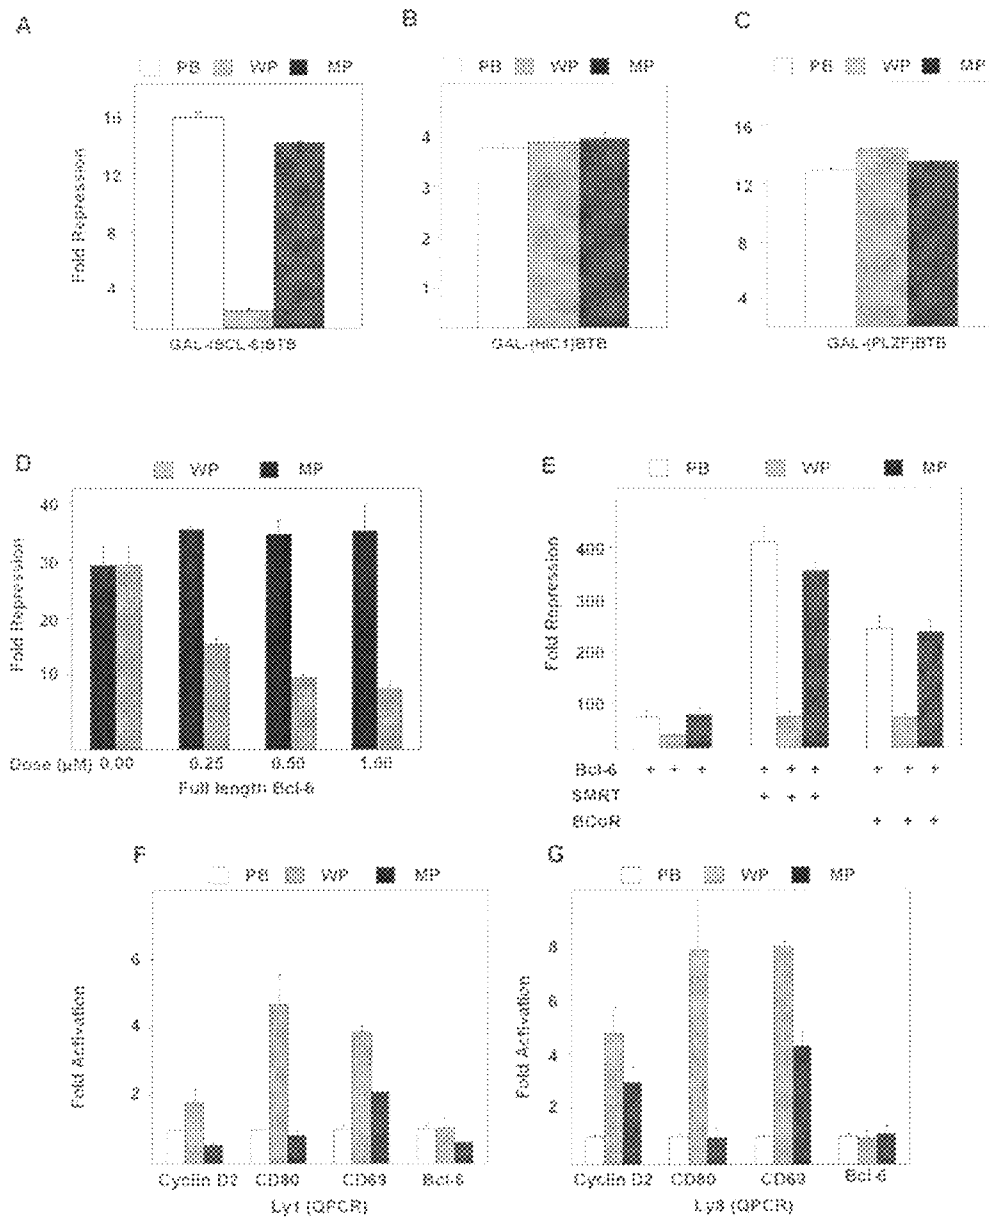 A
PB WP MP
16
12
8
4
Fold Repression
GAL-(BCL-6)BTB
B
PB WP MP
4
3
2
1
GAL-(HIC1)BTB
C
PB WP MP
16
12
8
4
GAL-(PLZF)BTB
D
WP MP
40
30
20
10
Fold Repression
Dose (µM) 0.00 0.25 0.50 1.00
Full length Bcl-6
E
PB WP MP
400
300
200
100
Fold Repression
Bcl-6 + + + + + + + + +
SMRT + + +
BCoR + + +
F
PB WP MP
6
4
2
Fold Activation
Cyclin D2 CD80 CD69 Bcl-6
Ly1 (QPCR)
G
PB WP MP
8
6
4
2
Fold Activation
Cyclin D2 CD80 CD69 Bcl-6
Ly8 (QPCR)